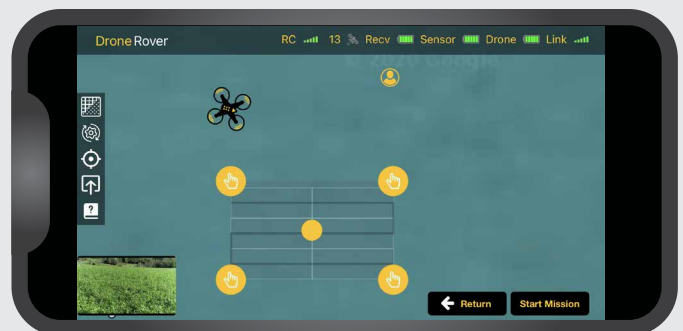 Drone Rover
RC 13 Recv Sensor Drone Link
© 2020 Google
?
Return
Start Mission